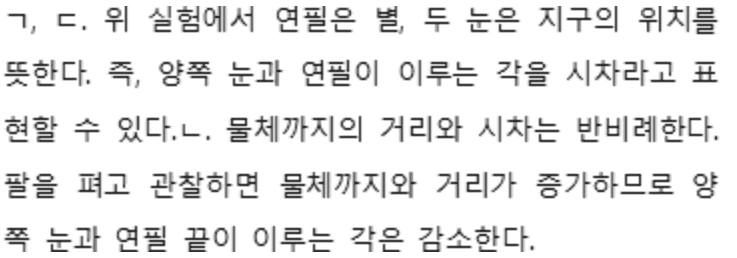 ㄱ, ㄷ. 위 실험에서 연필은 별, 두 눈은 지구의 위치를
뜻한다. 즉, 양쪽 눈과 연필이 이루는 각을 시차라고 표
현할 수 있다.ㄴ. 물체까지의 거리와 시차는 반비례한다.
팔을 펴고 관찰하면 물체까지와 거리가 증가하므로 양
쪽 눈과 연필 끝이 이루는 각은 감소한다.